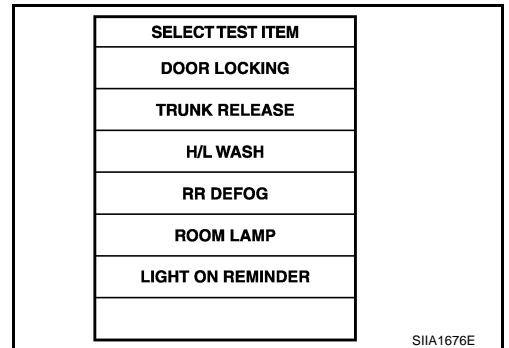 SELECT TEST ITEM
DOOR LOCKING
TRUNK RELEASE
H/L WASH
RR DEFOG
ROOM LAMP
LIGHT ON REMINDER
SIIA1676E